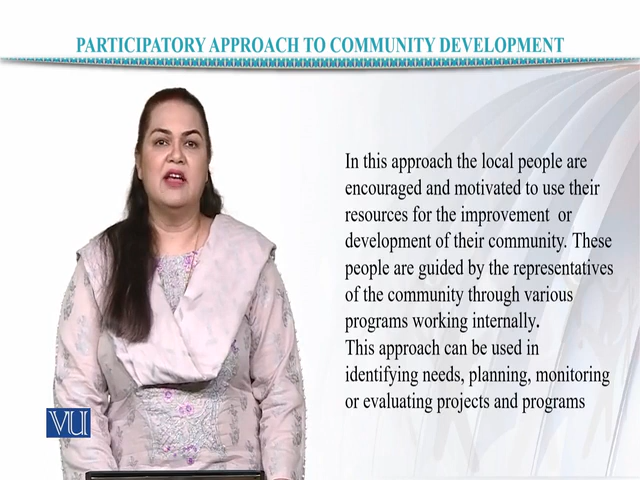 PARTICIPATORY APPROACH TO COMMUNITY DEVELOPMENT
In this approach the local people are
encouraged and motivated to use their
resources for the improvement or
development of their community. These
people are guided by the representatives
of the community through various
programs working internally.
This approach can be used in
identifying needs, planning, monitoring
or evaluating projects and programs
VU